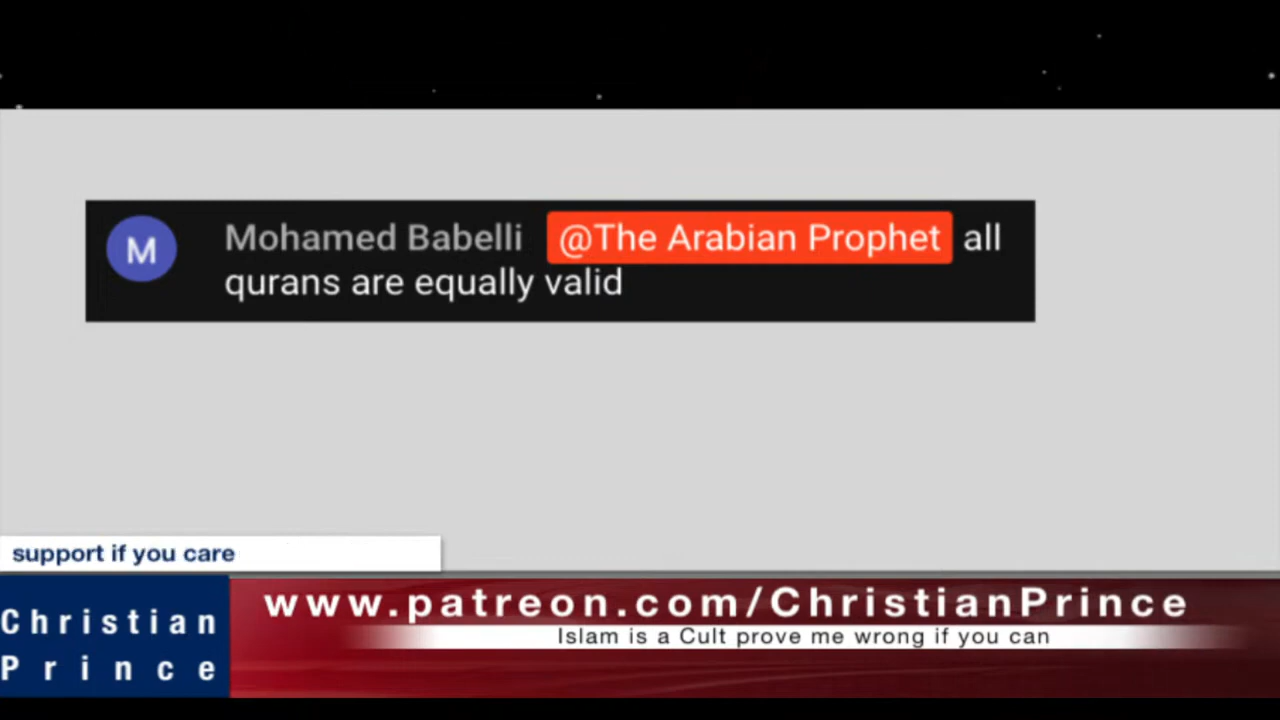 M
Mohamed Babelli @The Arabian Prophet all
qurans are equally valid
support if you care
Christian
Prince
www.patreon.com/ChristianPrince
Islam is a Cult prove me wrong if you can